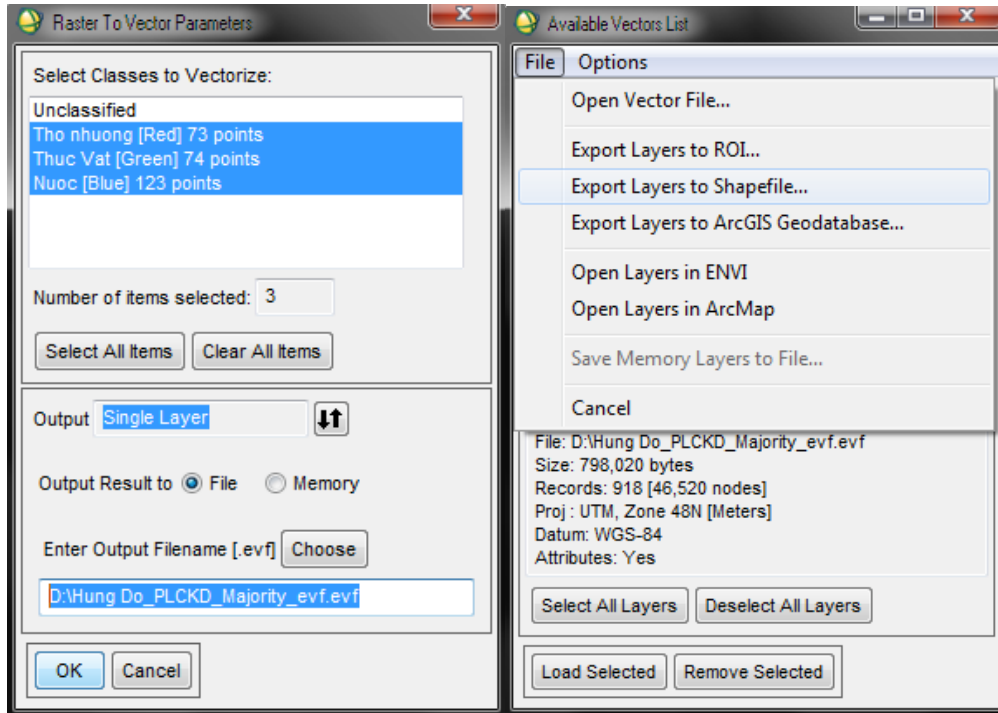 Raster To Vector Parameters
Select Classes to Vectorize:
Unclassified
Tho nhuong [Red] 73 points
Thuc Vat [Green] 74 points
Nuoc [Blue] 123 points
Number of items selected: 3
Select All Items Clear All Items
Output Single Layer
Output Result to File Memory
Enter Output Filename [.evf] Choose
D:\Hung Do_PLCKD_Majority_evf.evf
OK Cancel
Available Vectors List
File Options
Open Vector File...
Export Layers to ROI...
Export Layers to Shapefile...
Export Layers to ArcGIS Geodatabase...
Open Layers in ENVI
Open Layers in ArcMap
Save Memory Layers to File...
Cancel
File: D:\Hung Do_PLCKD_Majority_evf.evf
Size: 798,020 bytes
Records: 918 [46,520 nodes]
Proj : UTM, Zone 48N [Meters]
Datum: WGS-84
Attributes: Yes
Select All Layers Deselect All Layers
Load Selected Remove Selected